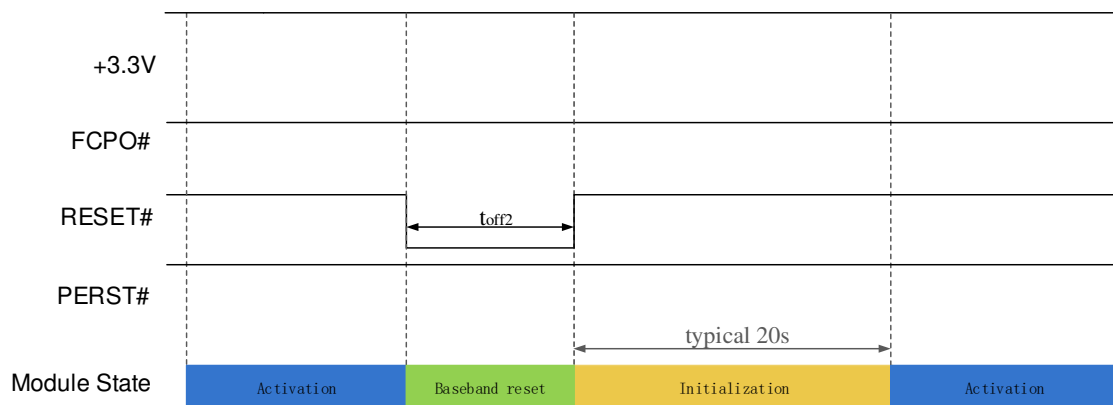 +3.3V
FCPO#
RESET#
toff2
PERST#
typical 20s
Module State
Activation
Baseband reset
Initialization
Activation